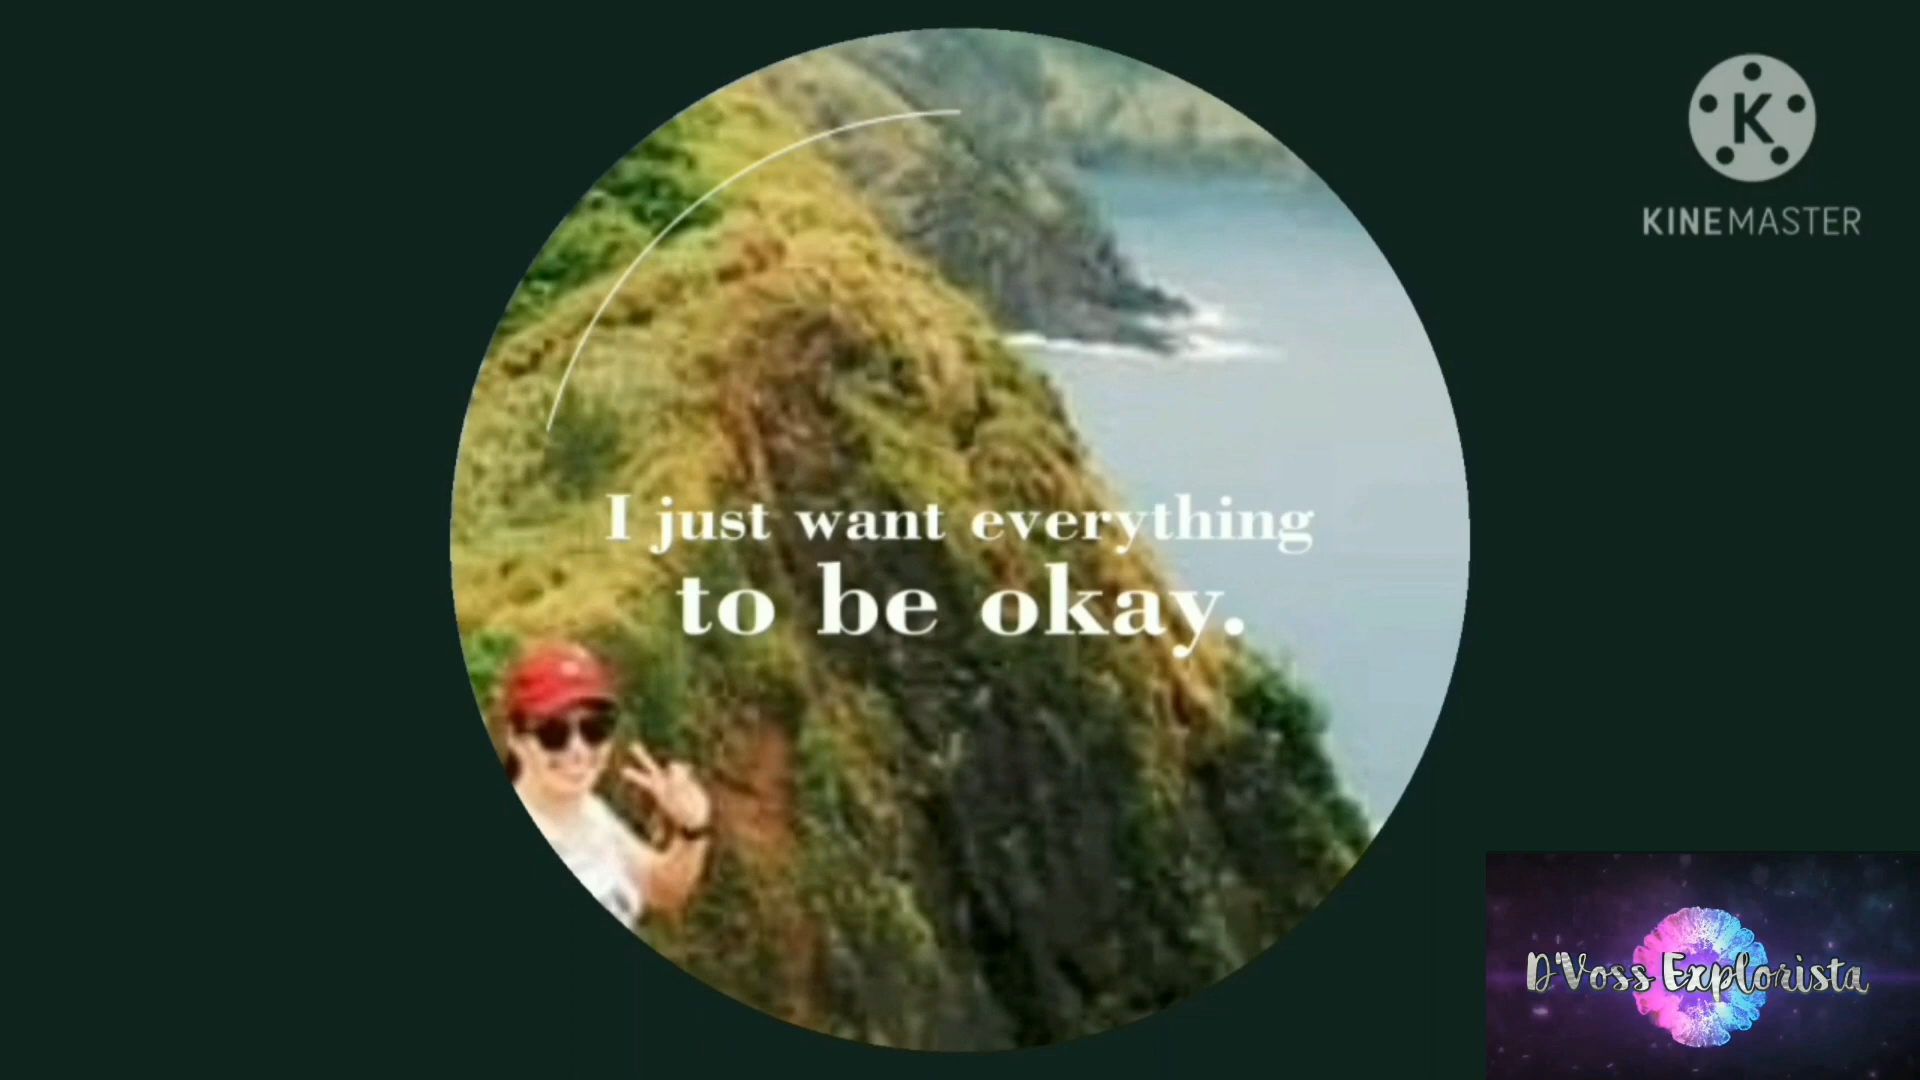 K
KINEMASTER
I just want everything
to be okay.
D'Voss Explorista